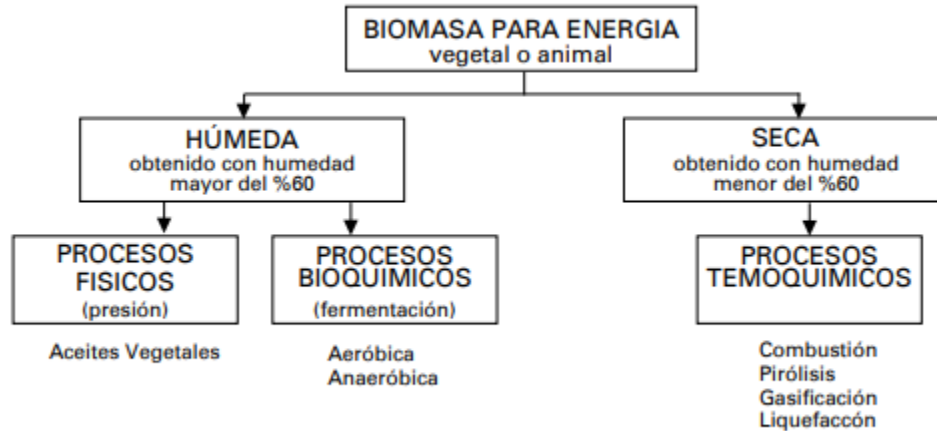 BIOMASA PARA ENERGIA
vegetal o animal
HÚMEDA
obtenido con humedad
mayor del %60
SECA
obtenido con humedad
menor del %60
PROCESOS
FISICOS
(presión)
PROCESOS
BIOQUIMICOS
(fermentación)
PROCESOS
TEMOQUIMICOS
Aceites Vegetales
Aeróbica
Anaeróbica
Combustión
Pirólisis
Gasificación
Liquefaccón